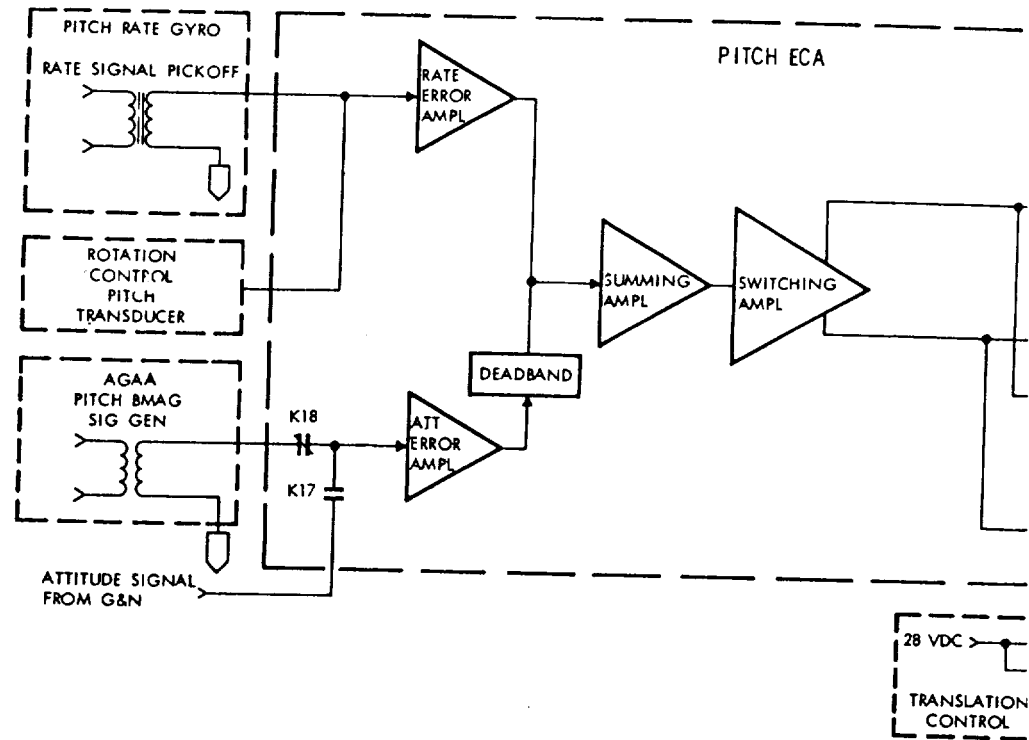 PITCH RATE GYRO
RATE SIGNAL PICKOFF
ROTATION
CONTROL
PITCH
TRANSDUCER
AGAA
PITCH BMAG
SIG GEN
K18
K17
ATTITUDE SIGNAL
FROM G&N
PITCH ECA
RATE
ERROR
AMPL
ATT
ERROR
AMPL
DEADBAND
SUMMING
AMPL
SWITCHING
AMPL
28 VDC
TRANSLATION
CONTROL